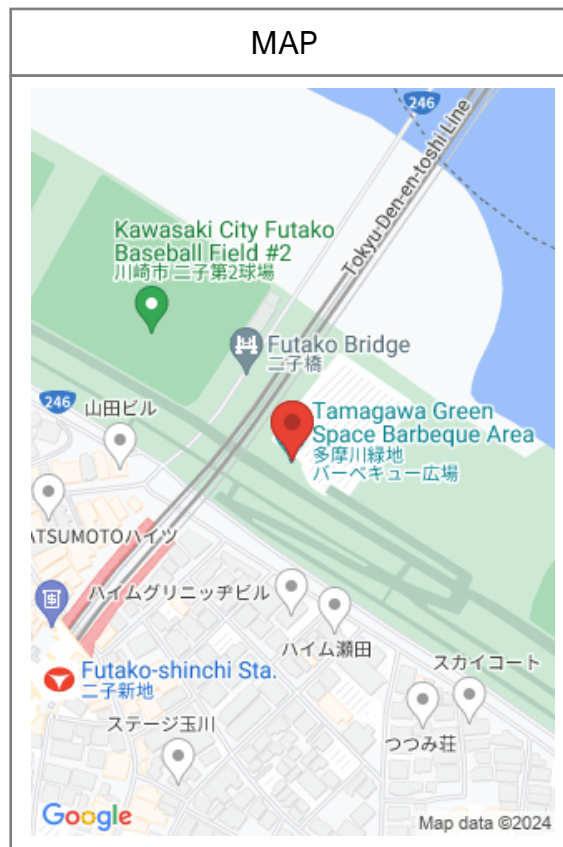 MAP
246
Tokyu Den-en-toshi Line
Kawasaki City Futako
Baseball Field #2
川崎市 二子第2球場
Futako Bridge
二子橋
246
山田ビル
Tamagawa Green
Space Barbeque Area
多摩川緑地
バーベキュー広場
ATSUMOTOハイツ
ハイムグリニッヂビル
ハイム瀬田
スカイコート
Futako-shinchi Sta.
二子新地
ステージ玉川
つつみ荘
Google
Map data ©2024